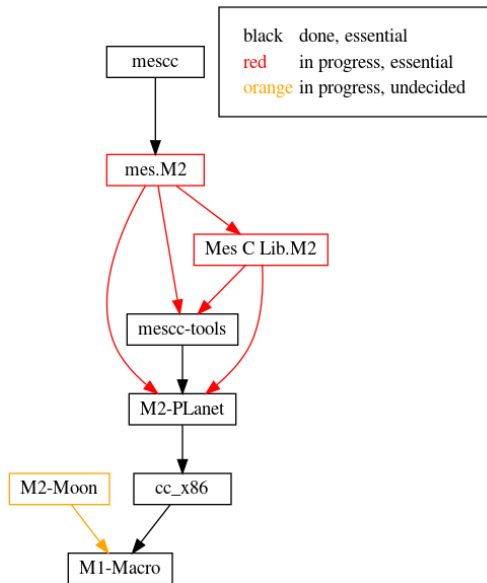 black done, essential
red in progress, essential
orange in progress, undecided
mescc
mes.M2
Mes C Lib.M2
mescc-tools
M2-PLanet
M2-Moon
cc_x86
M1-Macro